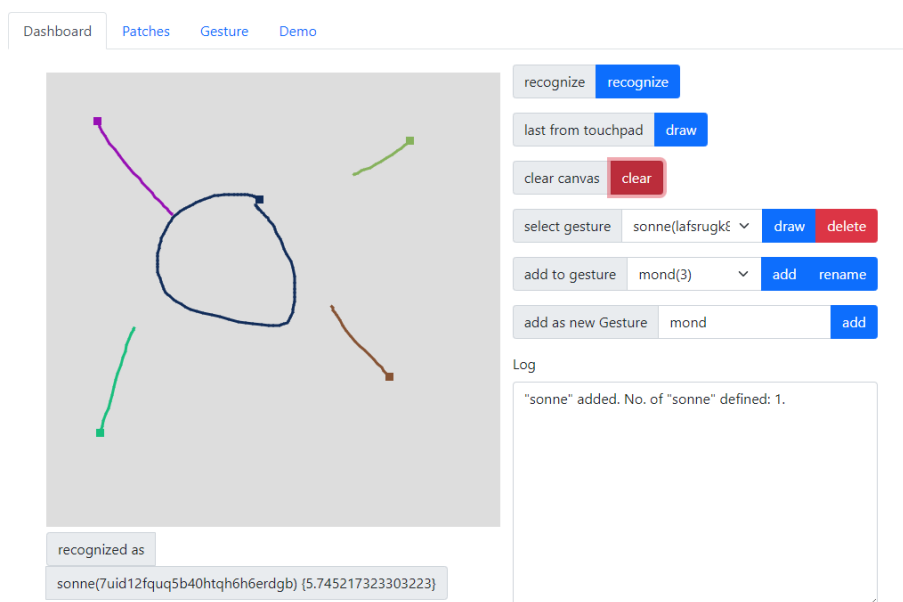 Dashboard Patches Gesture Demo
recognize recognize
last from touchpad draw
clear canvas clear
select gesture sonne(lafsrugk8 draw delete
add to gesture mond(3) add rename
add as new Gesture mond add
Log
"sonne" added. No. of "sonne" defined: 1.
recognized as
sonne(7uid12fquq5b40htqh6h6erdgb) {5.745217323303223}